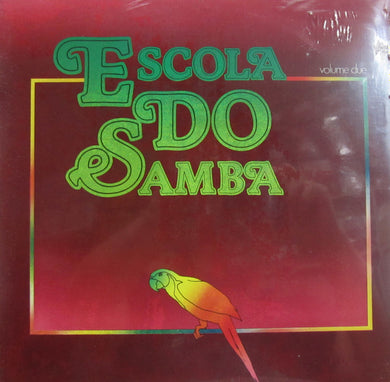 ESCOLA
volume due
DO
SAMBA